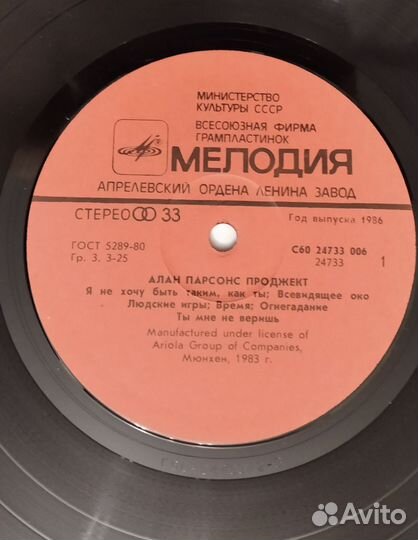 МИНИСТЕРСТВО
КУЛЬТУРЫ СССР
ВСЕСОЮЗНАЯ ФИРМА
ГРАМПЛАСТИНОК
МЕЛОДИЯ
АПРЕЛЕВСКИЙ ОРДЕНА ЛЕНИНА ЗАВОД
СТЕРЕО 33
Год выпуска 1986
ГОСТ 5289-80
Гр. 3. 3-25
С60 24733 006
24733 1
АЛАН ПАРСОНС ПРОДЖЕКТ
Я не хочу быть таким, как ты; Всевидящее око
Людские игры; Время; Огнегадание
Ты мне не веришь
Manufactured under license of
Ariola Group of Companies,
Мюнхен, 1983 г.
Avito